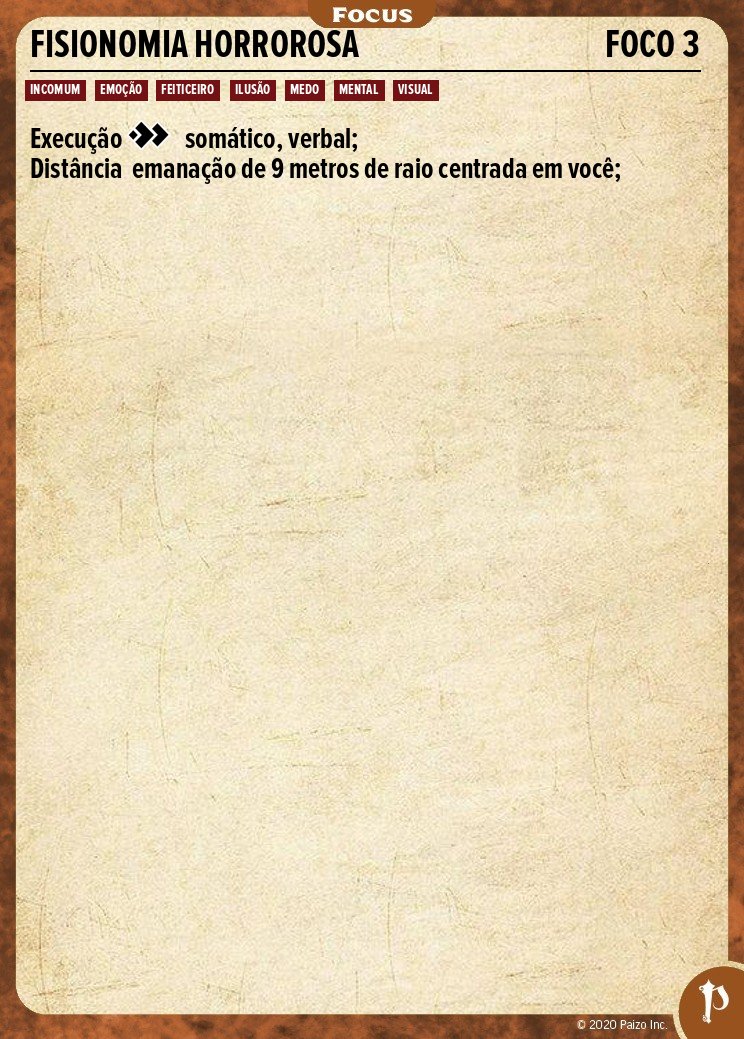 Focus
FISIONOMIA HORROROSA FOCO 3
INCOMUM EMOÇÃO FEITICEIRO ILUSÃO MEDO MENTAL VISUAL
Execução somático, verbal;
Distância emanação de 9 metros de raio centrada em você;
© 2020 Paizo Inc.